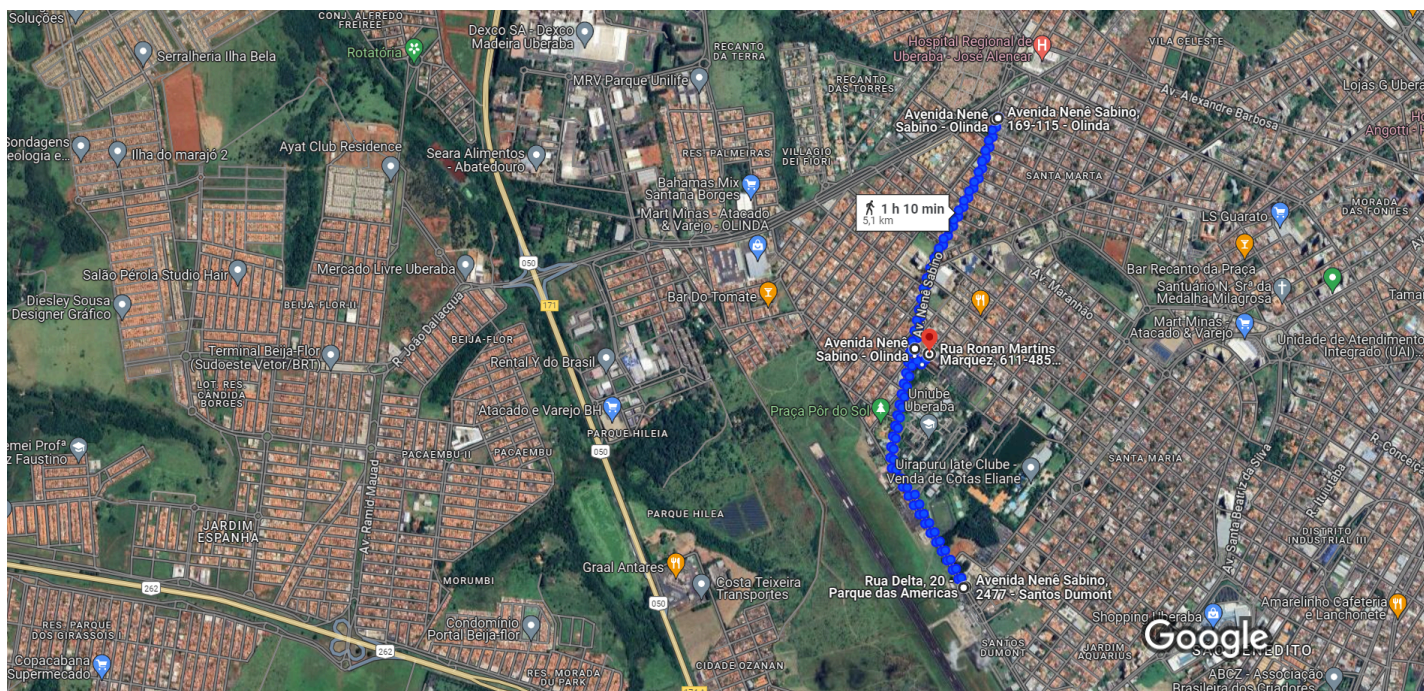 Soluções
CONJ. ALFREDO
FREIRE
Dexco SA - Dexco
Madeira Uberaba
Serralheria Ilha Bela
Rotatória
RECANTO
DA TERRA
Hospital Regional de
Uberaba - José Alencar
VILA CELESTE
MRV Parque Unilife
RECANTO
DAS TORRES
Av. Alexandre Barbosa
Lojas G Ubera
Avenida Nenê
Sabino - Olinda
Avenida Nenê Sabino,
169-115 - Olinda
Angotti
Sondagens
eologia e...
Ilha do marajó 2
Ayat Club Residence
Seara Alimentos
- Abatedouro
RES. PALMEIRAS
VILLAGIO
DEI FIORI
SANTA MARTA
Bahamas Mix
Santana Borges
Mart Minas - Atacado
& Varejo - OLINDA
1 h 10 min
5,1 km
MORADA
DAS FONTES
LS Guarato
Bar Recanto da Praça
Santuário N. Srª da
Medalha Milagrosa
Salão Pérola Studio Hair
Mercado Livre Uberaba
050
171
Bar Do Tomate
Av. Nenê Sabino
Av. Maranhão
Tamai
Diesley Sousa
Designer Gráfico
BEIJA-FLOR II
R. João Dallacqua
BEIJA-FLOR
Mart Minas -
Atacado & Varejo
Unidade de Atendimento
Integrado (UAI)...
Terminal Beija-Flor
(Sudoeste Vetor/BRT)
Rental Y do Brasil
Avenida Nenê
Sabino - Olinda
Rua Ronan Martins
Marquez, 611-485...
LOT. RES.
CANDIDA
BORGES
Atacado e Varejo BH
Praça Pôr do Sol
Uniube
Uberaba
PARQUE HILEIA
050
emei Profª
z Faustino
PACAEMBU II
PACAEMBU
Uirapuru Iate Clube -
Venda de Cotas Eliane
SANTA MARIA
R. Ituiutaba
Av. Santa Beatriz da Silva
JARDIM
ESPANHA
Av. Ramid Mauad
PARQUE HILEA
DISTRITO
INDUSTRIAL III
Graal Antares
Costa Teixeira
Transportes
Rua Delta, 20 -
Parque das Americas
Avenida Nenê Sabino,
2477 - Santos Dumont
262
MORUMBI
050
Shopping Uberaba
Amarelinho Cafeteria
e Lanchonete
RES. PARQUE
DOS GIRASSOIS I
262
Condomínio
Portal Beija-flor
SANTOS
DUMONT
JARDIM
AQUARIUS
Google
Copacabana
Supermecado
RES. MORADA
DU PARK
CIDADE OZANAN
ABCZ - Associação
Brasileira dos Criadores